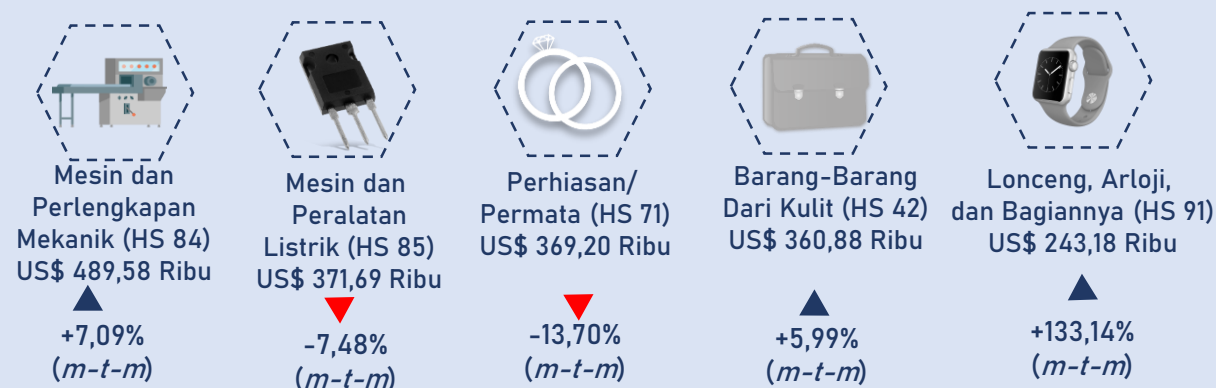 Mesin dan
Perlengkapan
Mekanik (HS 84)
US$ 489,58 Ribu
+7,09%
(m-t-m)
Mesin dan
Peralatan
Listrik (HS 85)
US$ 371,69 Ribu
-7,48%
(m-t-m)
Perhiasan/
Permata (HS 71)
US$ 369,20 Ribu
-13,70%
(m-t-m)
Barang-Barang
Dari Kulit (HS 42)
US$ 360,88 Ribu
+5,99%
(m-t-m)
Lonceng, Arloji,
dan Bagiannya (HS 91)
US$ 243,18 Ribu
+133,14%
(m-t-m)